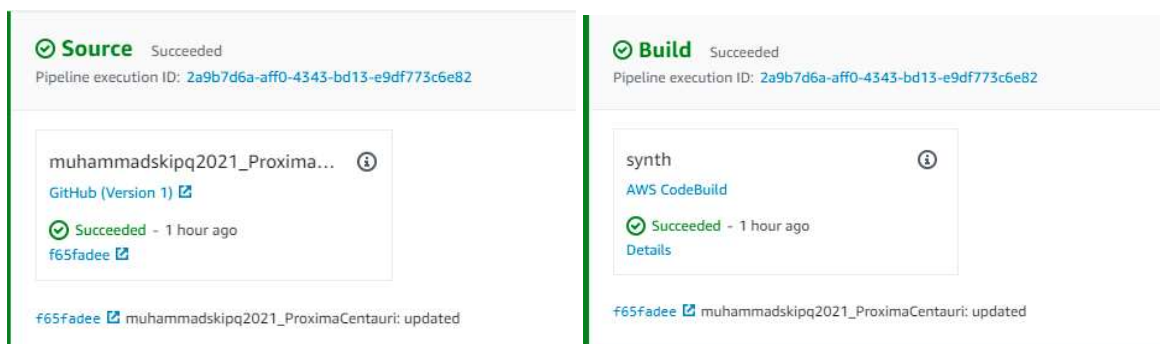 Source Succeeded
Pipeline execution ID: 2a9b7d6a-aff0-4343-bd13-e9df773c6e82
muhammadskipq2021_Proxima...
GitHub (Version 1)
Succeeded - 1 hour ago
f65fadee
f65fadee muhammadskipq2021_ProximaCentauri: updated
Build Succeeded
Pipeline execution ID: 2a9b7d6a-aff0-4343-bd13-e9df773c6e82
synth
AWS CodeBuild
Succeeded - 1 hour ago
Details
f65fadee muhammadskipq2021_ProximaCentauri: updated